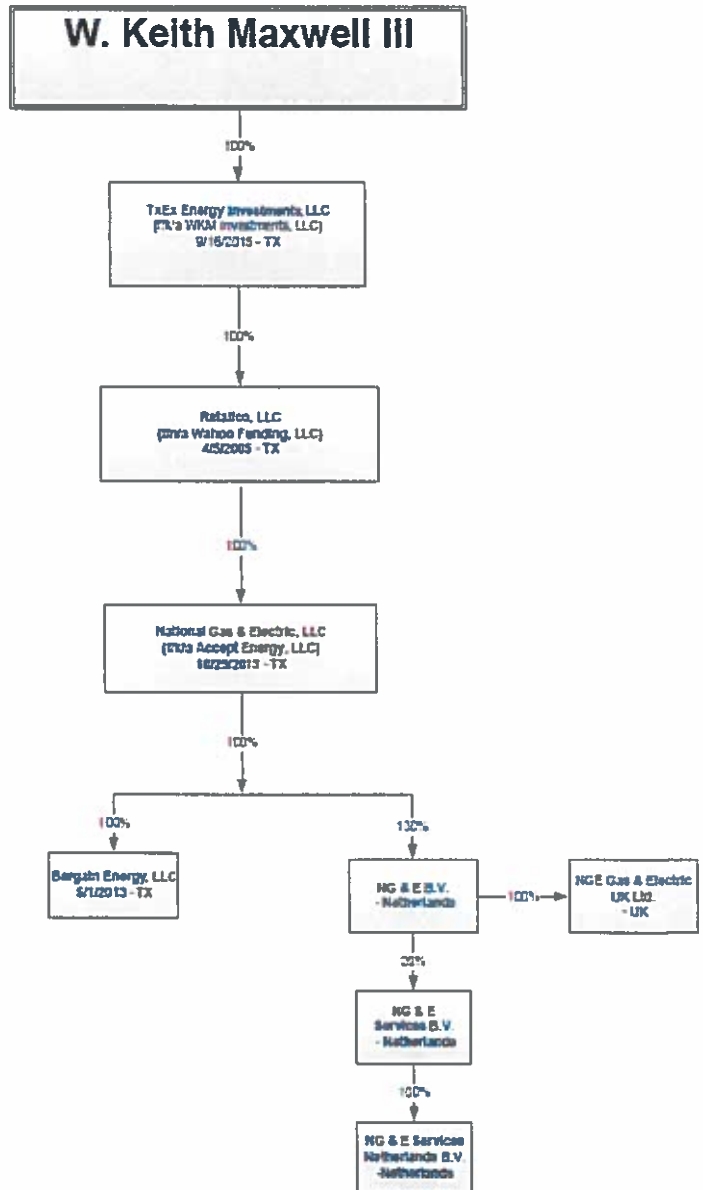 W. Keith Maxwell III
100%
TxEx Energy Investments, LLC
(f/k/a WKM Investments, LLC)
9/16/2015 - TX
100%
Retailco, LLC
(f/k/a Wahoo Funding, LLC)
4/5/2005 - TX
100%
National Gas & Electric, LLC
(f/k/a Accept Energy, LLC)
2013 - TX
100%
100%
100%
Bargain Energy, LLC
2013 - TX
NG & E B.V.
- Netherlands
100%
NGE Gas & Electric
UK Ltd.
- UK
NG & E
Services B.V.
- Netherlands
100%
NG & E Services
Netherlands B.V.
-Netherlands